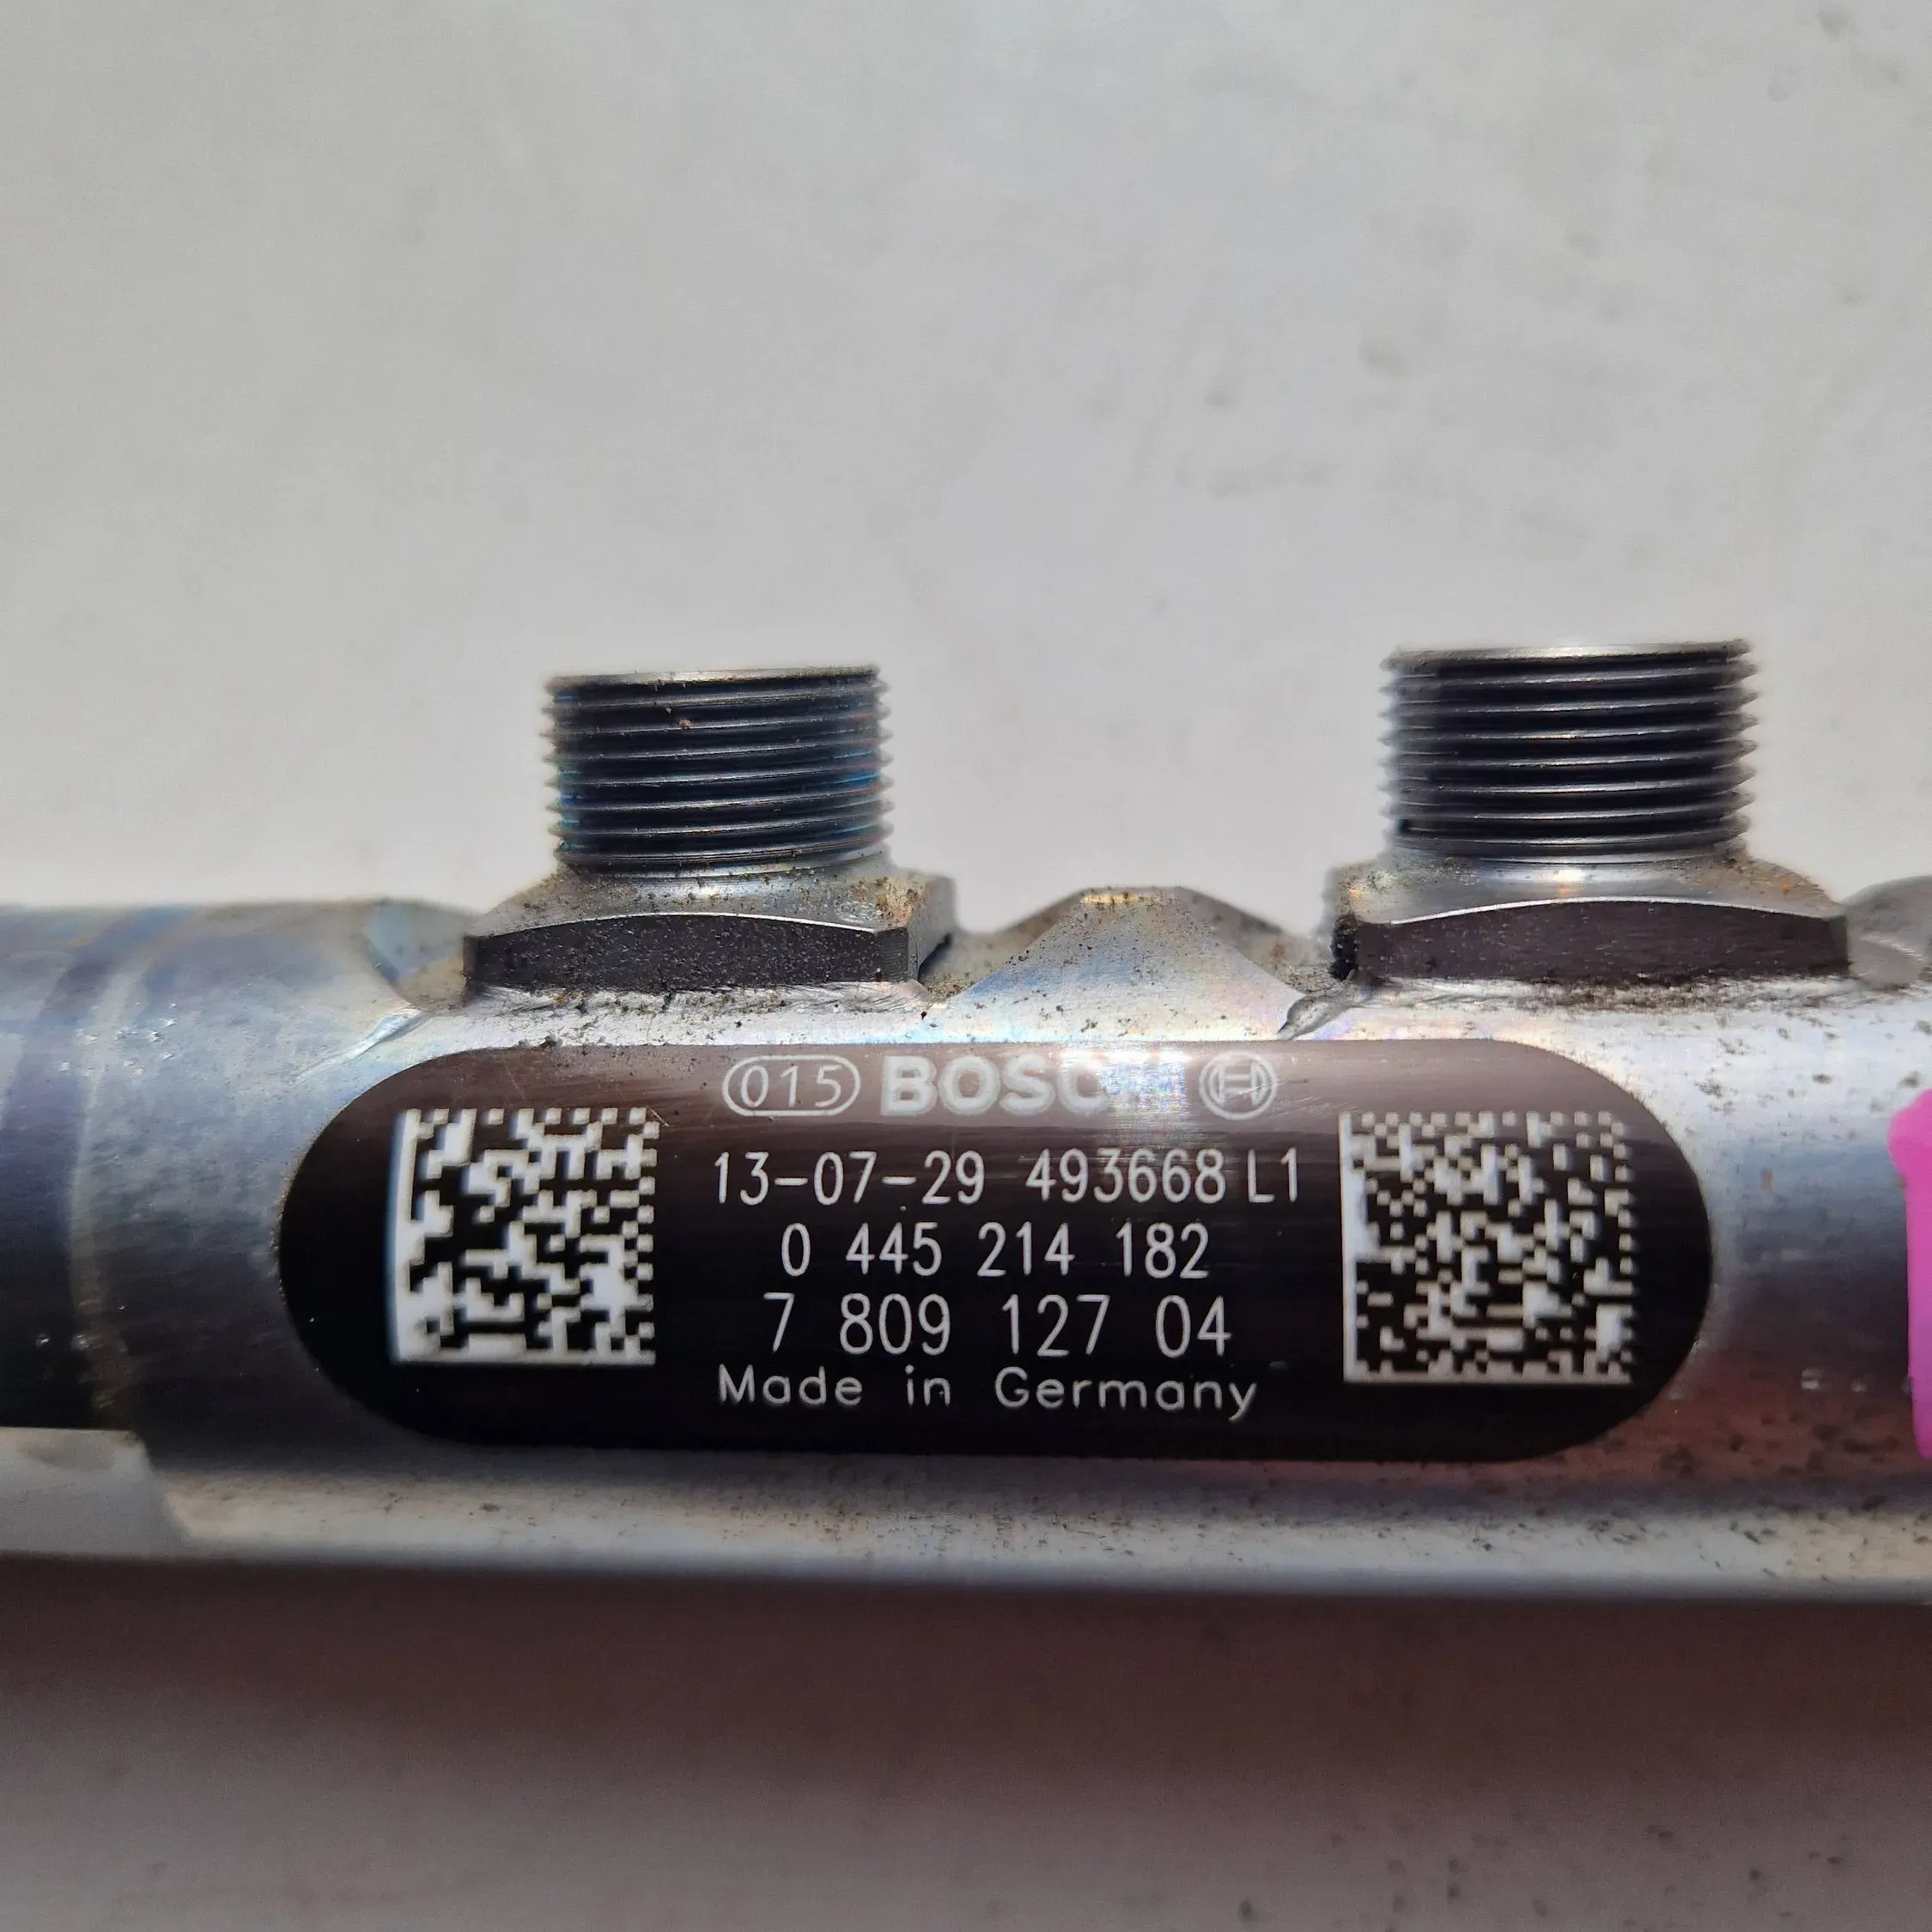 015 BOSCH
13-07-29 493668 L1
0 445 214 182
7 809 127 04
Made in Germany